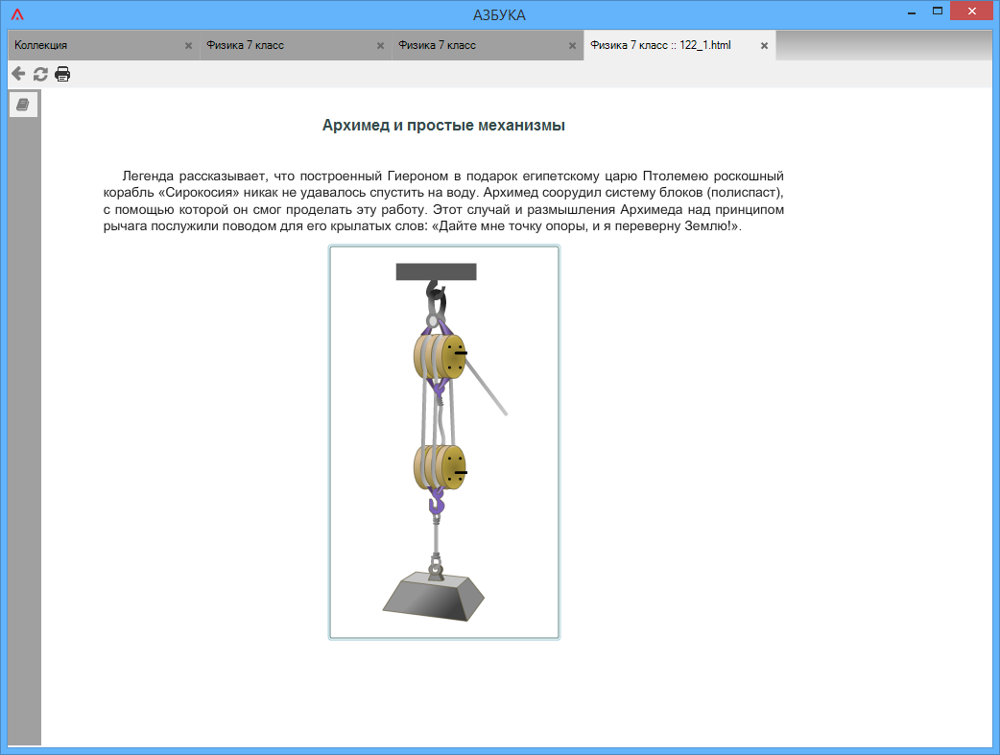 АЗБУКА
Коллекция
Физика 7 класс
Физика 7 класс
Физика 7 класс :: 122_1.html
Архимед и простые механизмы
Легенда рассказывает, что построенный Гиероном в подарок египетскому царю Птолемею роскошный
корабль «Сирокосия» никак не удавалось спустить на воду. Архимед соорудил систему блоков (полиспаст),
с помощью которой он смог проделать эту работу. Этот случай и размышления Архимеда над принципом
рычага послужили поводом для его крылатых слов: «Дайте мне точку опоры, и я переверну Землю!».